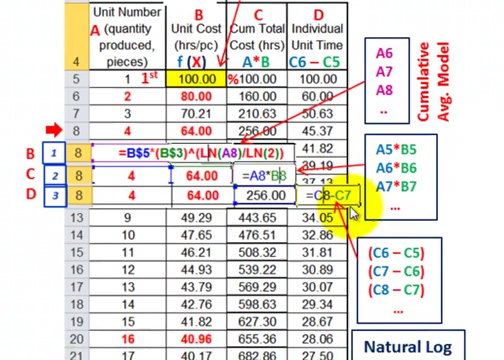 B C D
Unit Number Unit Cost Cum Total Individual
A (quantity (hrs/pc) Cost (hrs) Unit Time
produced,
4 pieces) f (X) A*B C6 – C5
5 1 1st 100.00 %100.00 100.00
6 2 80.00 160.00 60.00
7 3 70.21 210.63 50.63
8 4 64.00 256.00 45.37
B 1 8 =B$5*(B$3)^(LN(A8)/LN(2)) 41.82
39.19
C 2 8 4 64.00 =A8*B8
37.13
D 3 8 4 64.00 256.00 =C8-C7
13 9 49.29 443.65 34.05
14 10 47.65 476.51 32.86
15 11 46.21 508.32 31.81
16 12 44.93 539.22 30.89
17 13 43.79 569.29 30.07
18 14 42.76 598.63 29.34
19 15 41.82 627.30 28.67
20 16 40.96 655.36 28.06
21 17 40.17 682.86 27.50
A6
A7
A8
..
Cumulative
Avg. Model
A5*B5
A6*B6
A7*B7
...
(C6 – C5)
(C7 – C6)
(C8 – C7)
...
Natural Log